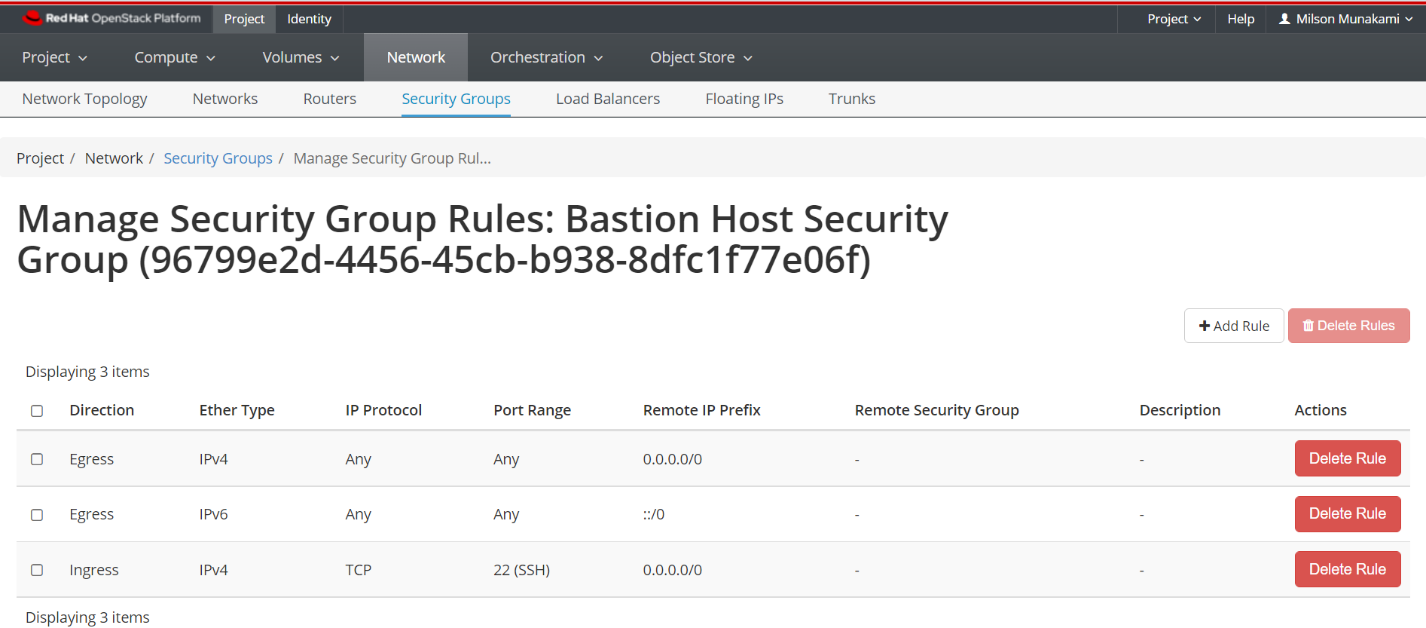 Red Hat OpenStack Platform Project Identity Project Help Milson Munakami
Project Compute Volumes Network Orchestration Object Store
Network Topology Networks Routers Security Groups Load Balancers Floating IPs Trunks
Project / Network / Security Groups / Manage Security Group Rul...
Manage Security Group Rules: Bastion Host Security
Group (96799e2d-4456-45cb-b938-8dfc1f77e06f)
+ Add Rule Delete Rules
Displaying 3 items
Direction Ether Type IP Protocol Port Range Remote IP Prefix Remote Security Group Description Actions
Egress IPv4 Any Any 0.0.0.0/0 - - Delete Rule
Egress IPv6 Any Any ::/0 - - Delete Rule
Ingress IPv4 TCP 22 (SSH) 0.0.0.0/0 - - Delete Rule
Displaying 3 items